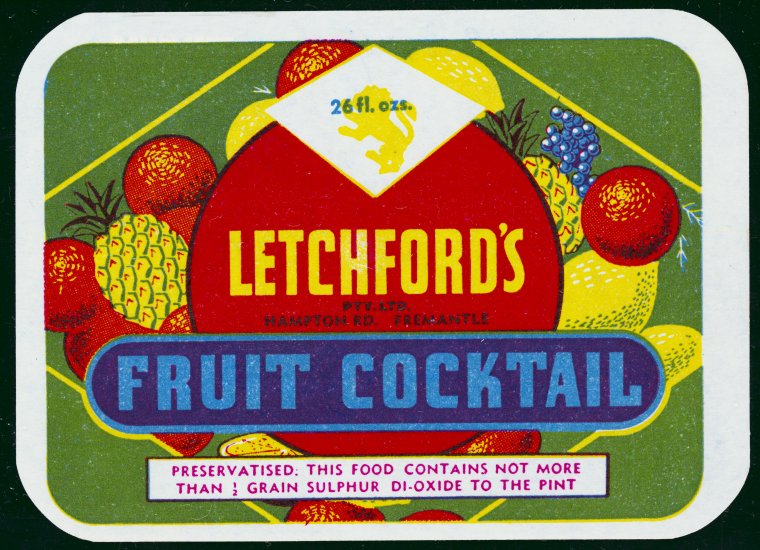 26 fl. ozs.
LETCHFORD'S
PTY. LTD.
HAMPTON RD. FREMANTLE
FRUIT COCKTAIL
PRESERVATISED: THIS FOOD CONTAINS NOT MORE
THAN ½ GRAIN SULPHUR DI-OXIDE TO THE PINT